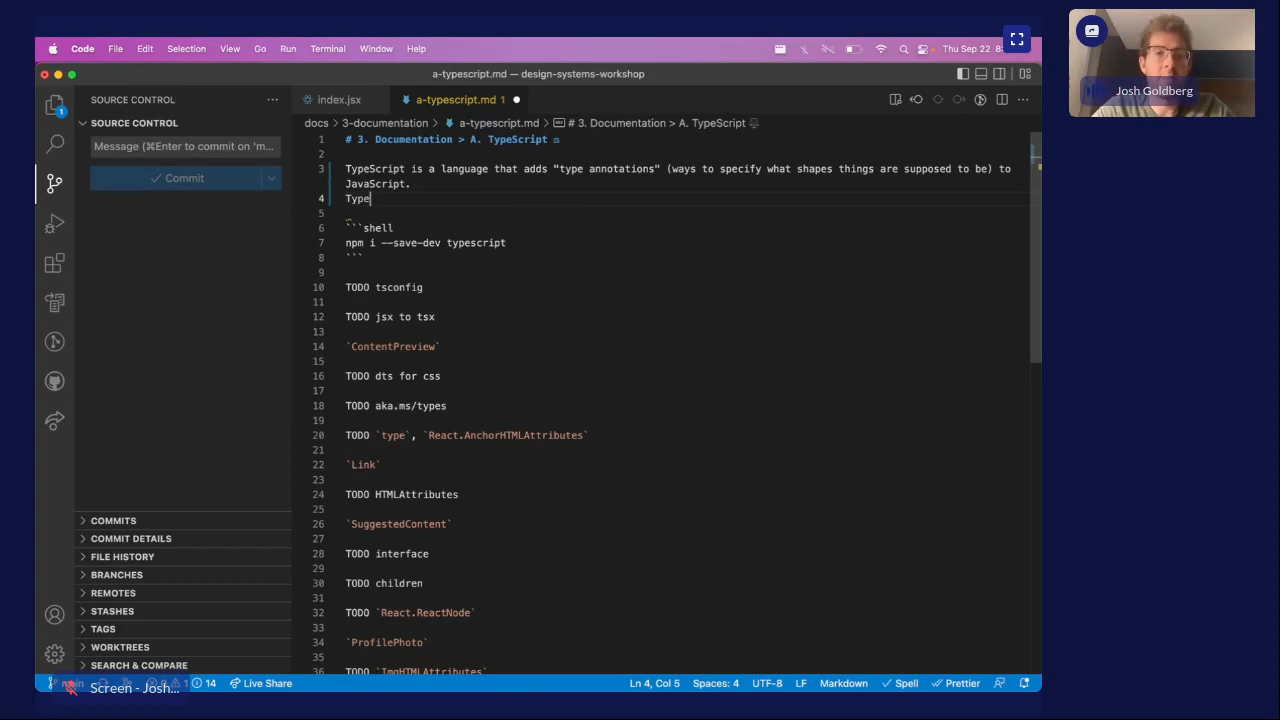 Code File Edit Selection View Go Run Terminal Window Help
Thu Sep 22
a-typescript.md — design-systems-workshop
SOURCE CONTROL
index.jsx
a-typescript.md 1
SOURCE CONTROL
Message (⌘Enter to commit on 'm...
Commit
docs > 3-documentation > a-typescript.md > # 3. Documentation > A. TypeScript
1 # 3. Documentation > A. TypeScript
2
3 TypeScript is a language that adds "type annotations" (ways to specify what shapes things are supposed to be) to
JavaScript.
4 Type
5
6 ```shell
7 npm i --save-dev typescript
8 ```
9
10 TODO tsconfig
11
12 TODO jsx to tsx
13
14 `ContentPreview`
15
16 TODO dts for css
17
18 TODO aka.ms/types
19
20 TODO `type`, `React.AnchorHTMLAttributes`
21
22 `Link`
23
24 TODO HTMLAttributes
25
26 `SuggestedContent`
27
28 TODO interface
29
30 TODO children
31
32 TODO `React.ReactNode`
33
34 `ProfilePhoto`
35
36 TODO `ImgHTMLAttributes`
COMMITS
COMMIT DETAILS
FILE HISTORY
BRANCHES
REMOTES
STASHES
TAGS
WORKTREES
SEARCH & COMPARE
1
14 Live Share
Ln 4, Col 5 Spaces: 4 UTF-8 LF Markdown Spell Prettier
Screen - Josh...
Josh Goldberg